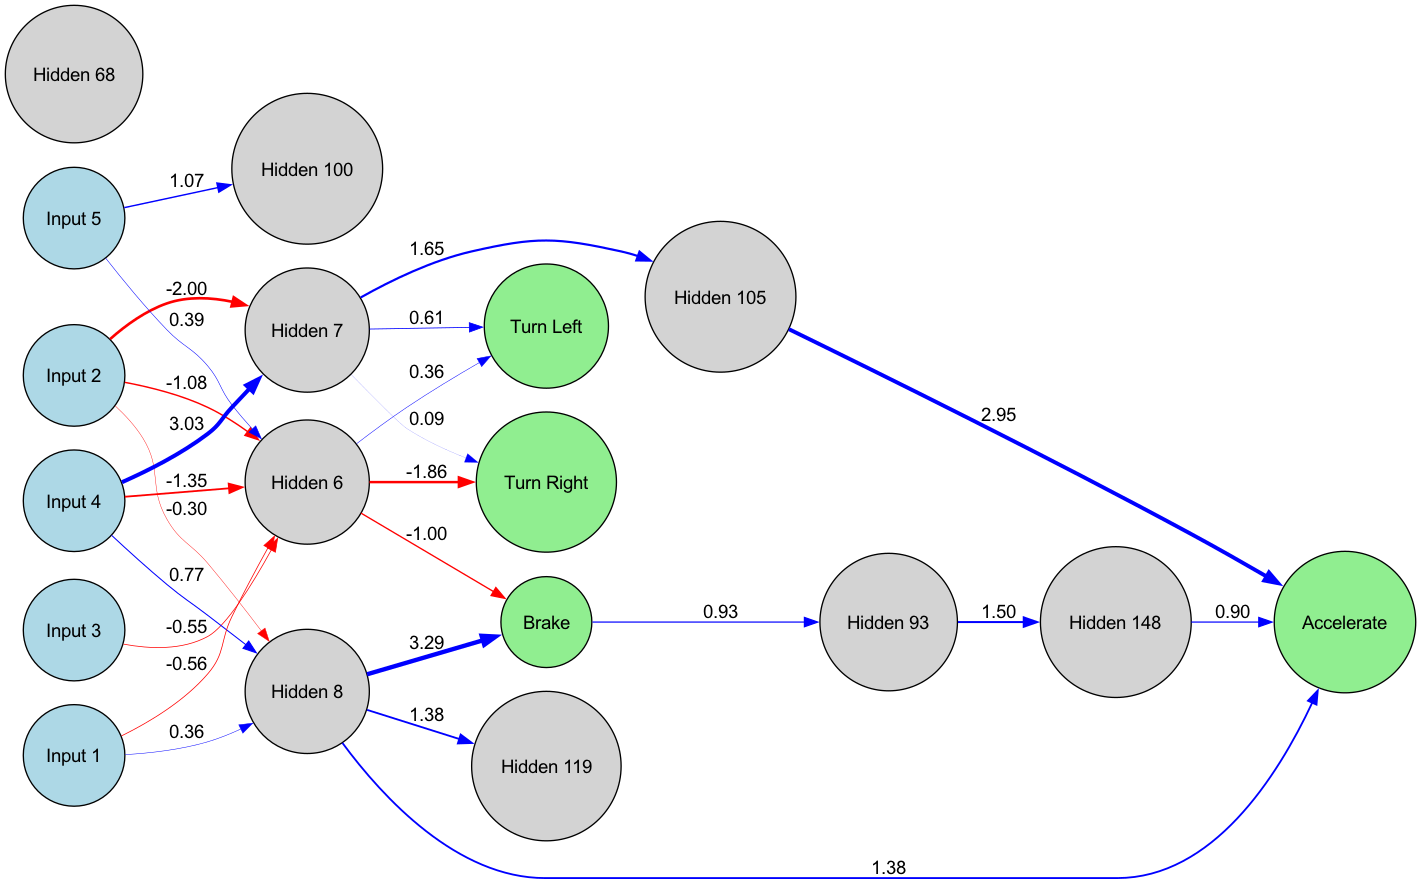 Hidden 68
Hidden 100
1.07
Input 5
1.65
Hidden 105
-2.00
0.39
Hidden 7
0.61
Turn Left
Input 2
-1.08
0.36
0.09
2.95
3.03
-1.35
-0.30
Input 4
Hidden 6
-1.86
Turn Right
-1.00
0.77
Input 3
-0.55
-0.56
Brake
0.93
Hidden 93
1.50
Hidden 148
0.90
Accelerate
3.29
Hidden 8
1.38
Input 1
0.36
Hidden 119
1.38